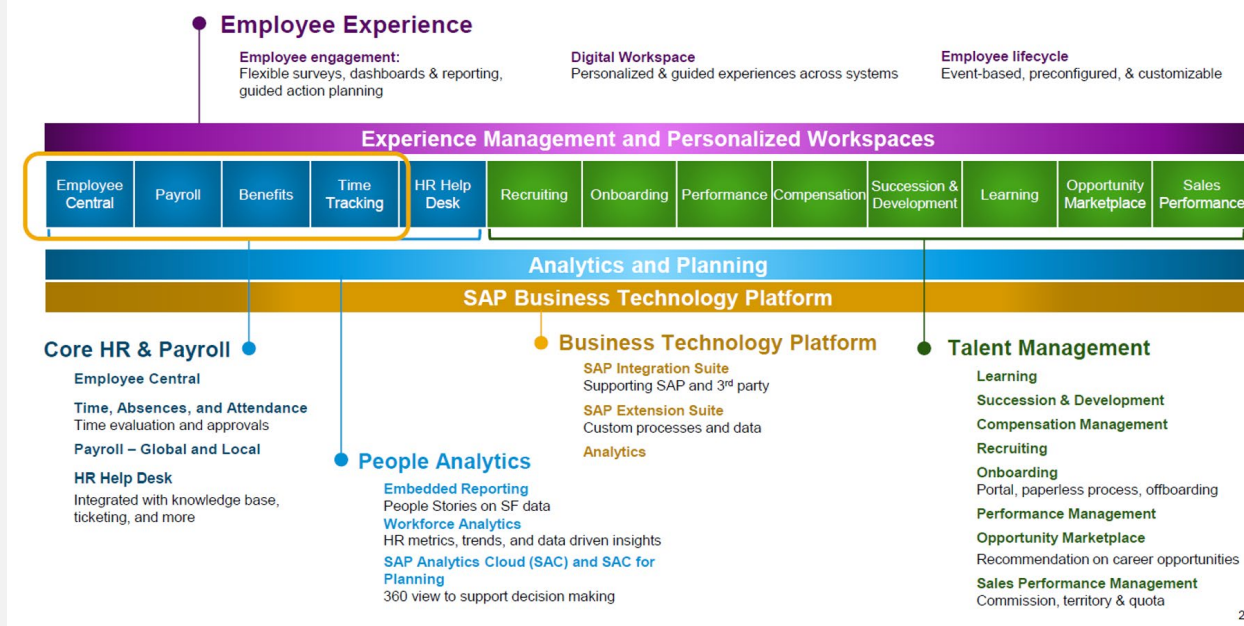 Employee Experience
Employee engagement:
Flexible surveys, dashboards & reporting,
guided action planning
Digital Workspace
Personalized & guided experiences across systems
Employee lifecycle
Event-based, preconfigured, & customizable
Experience Management and Personalized Workspaces
Employee
Central
Payroll
Benefits
Time
Tracking
HR Help
Desk
Recruiting
Onboarding
Performance
Compensation
Succession &
Development
Learning
Opportunity
Marketplace
Sales
Performance
Analytics and Planning
SAP Business Technology Platform
Core HR & Payroll
Employee Central
Time, Absences, and Attendance
Time evaluation and approvals
Payroll – Global and Local
HR Help Desk
Integrated with knowledge base,
ticketing, and more
People Analytics
Embedded Reporting
People Stories on SF data
Workforce Analytics
HR metrics, trends, and data driven insights
SAP Analytics Cloud (SAC) and SAC for
Planning
360 view to support decision making
Business Technology Platform
SAP Integration Suite
Supporting SAP and 3rd party
SAP Extension Suite
Custom processes and data
Analytics
Talent Management
Learning
Succession & Development
Compensation Management
Recruiting
Onboarding
Portal, paperless process, offboarding
Performance Management
Opportunity Marketplace
Recommendation on career opportunities
Sales Performance Management
Commission, territory & quota
2